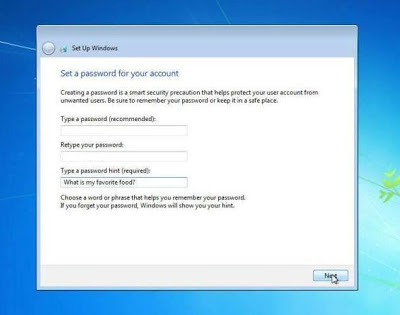 Set Up Windows
Set a password for your account
Creating a password is a smart security precaution that helps protect your user account from
unwanted users. Be sure to remember your password or keep it in a safe place.
Type a password (recommended):
Retype your password:
Type a password hint (required):
What is my favorite food?
Choose a word or phrase that helps you remember your password.
If you forget your password, Windows will show you your hint.
Next